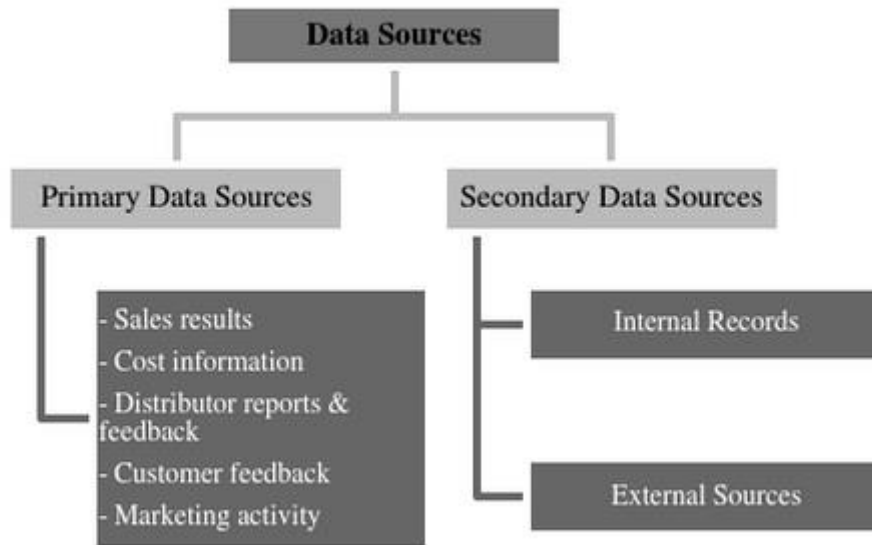 Data Sources
Primary Data Sources
Secondary Data Sources
- Sales results
- Cost information
- Distributor reports &
feedback
- Customer feedback
- Marketing activity
Internal Records
External Sources